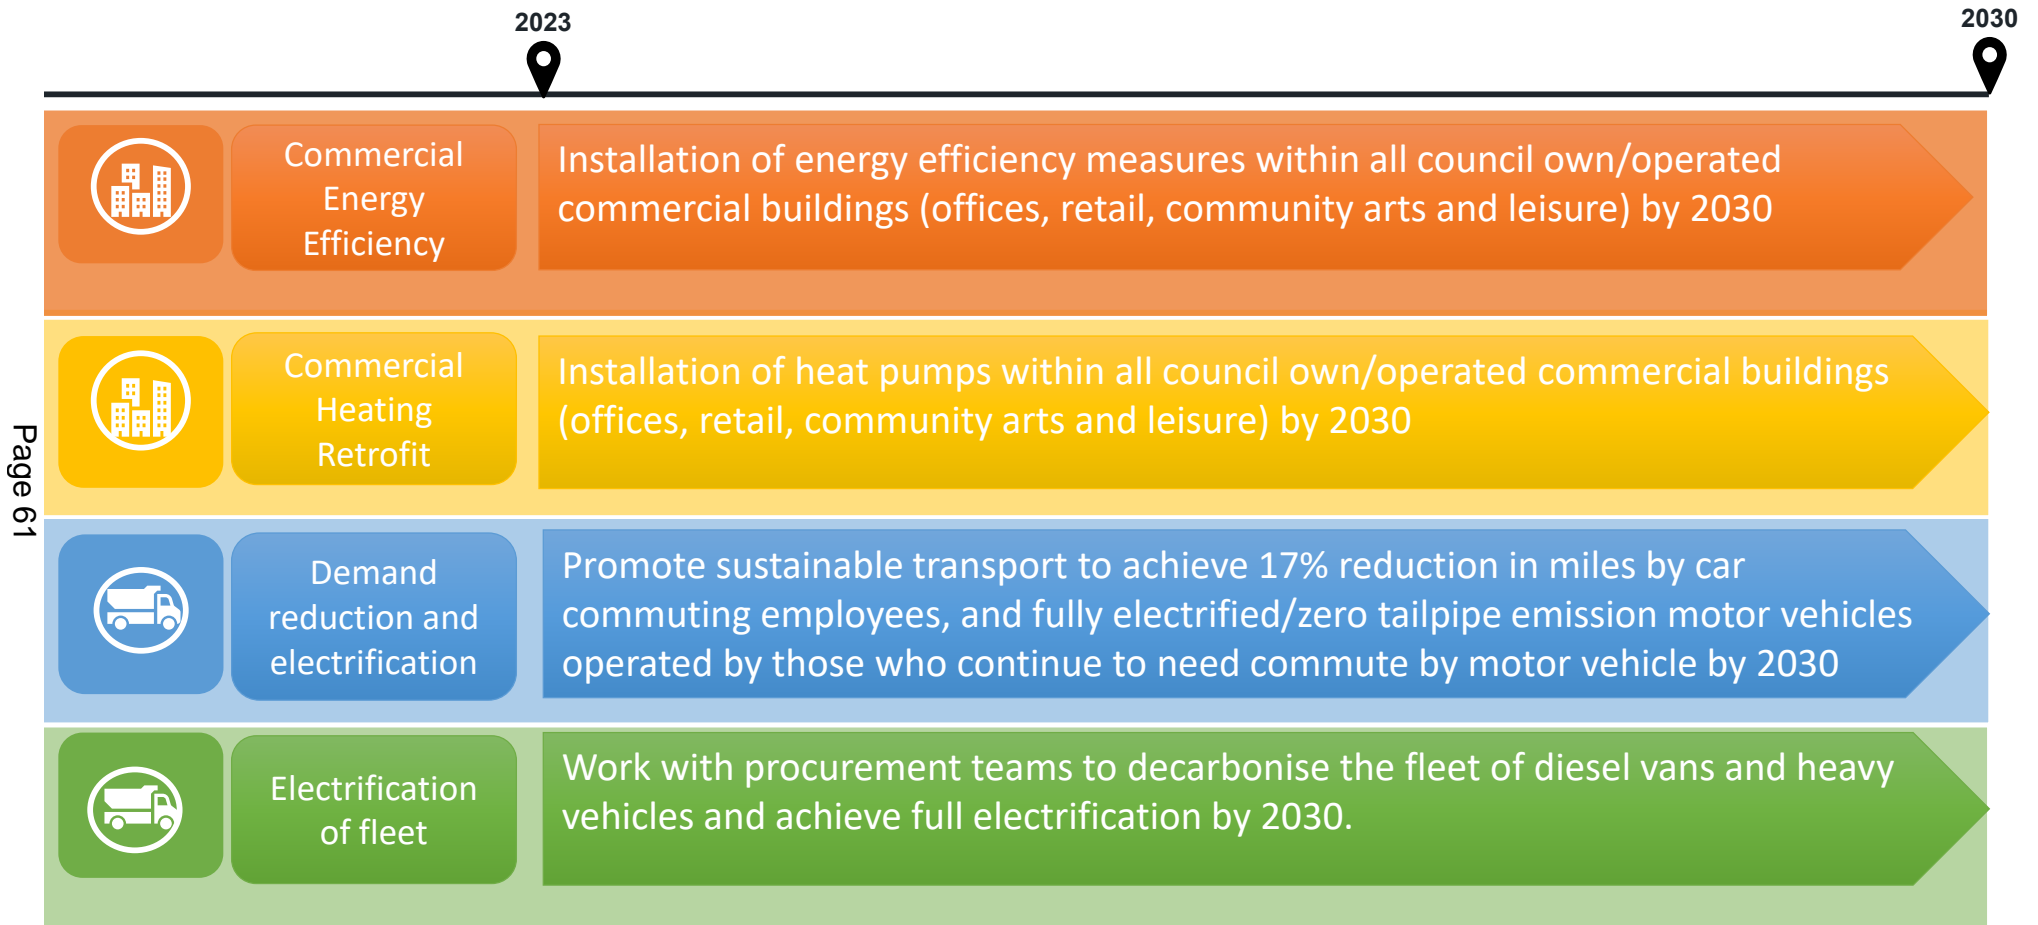 2023
2030
Commercial
Energy
Efficiency
Installation of energy efficiency measures within all council own/operated
commercial buildings (offices, retail, community arts and leisure) by 2030
Commercial
Heating
Retrofit
Installation of heat pumps within all council own/operated commercial buildings
(offices, retail, community arts and leisure) by 2030
Demand
reduction and
electrification
Promote sustainable transport to achieve 17% reduction in miles by car
commuting employees, and fully electrified/zero tailpipe emission motor vehicles
operated by those who continue to need commute by motor vehicle by 2030
Electrification
of fleet
Work with procurement teams to decarbonise the fleet of diesel vans and heavy
vehicles and achieve full electrification by 2030.
Page 61